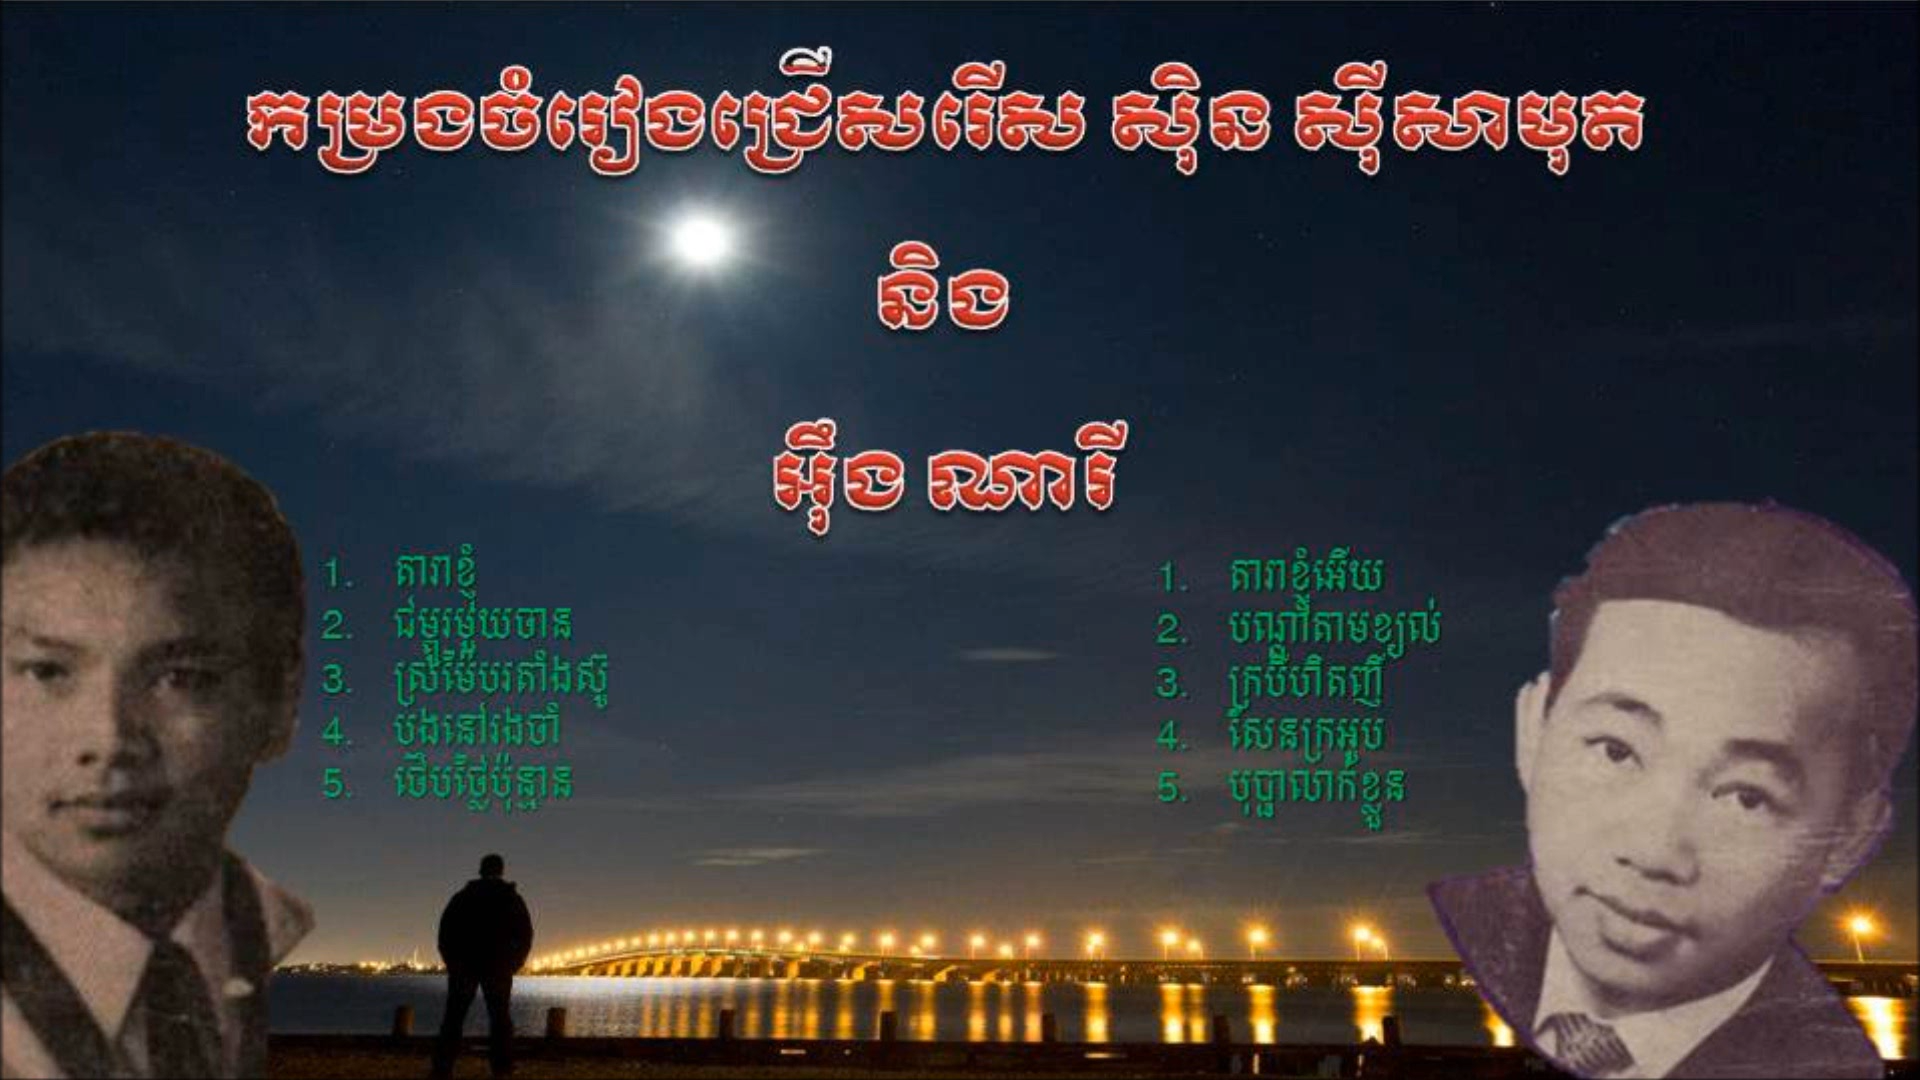 កម្រងចំរៀងជ្រើសរើស ស៊ិន ស៊ីសាមុត
និង
អ៊ឹង ណារី
1. តារាខ្ញុំ
2. ជម្ពូរមួយចាន
3. ស្រម៉ៃបរតាំងស៊ូ
4. បងនៅរងចាំ
5. ថើបថ្លៃប៉ុន្មាន
1. តារាខ្ញុំអើយ
2. បណ្ដាំតាមខ្យល់
3. ក្របីហិតញី
4. សែនក្រអូប
5. បុប្ផាលាក់ខ្លួន